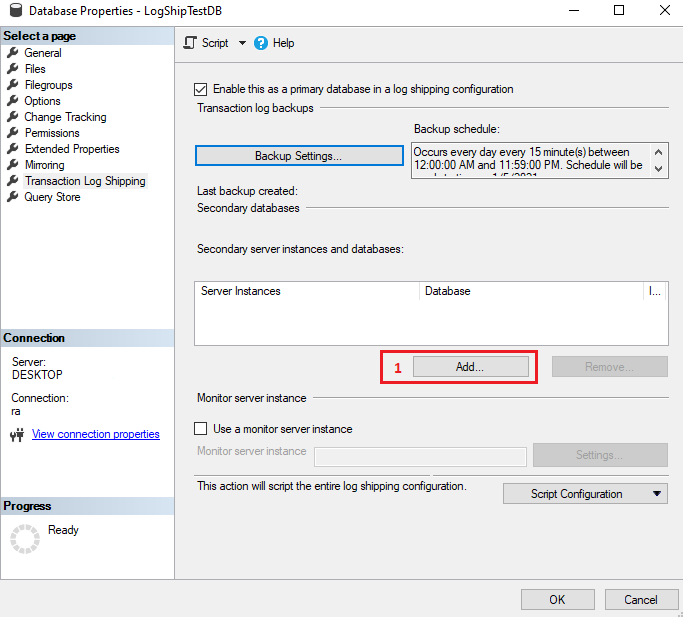 Database Properties - LogShipTestDB
Select a page
General
Files
Filegroups
Options
Change Tracking
Permissions
Extended Properties
Mirroring
Transaction Log Shipping
Query Store
Connection
Server:
DESKTOP
Connection:
ra
View connection properties
Progress
Ready
Script
Help
Enable this as a primary database in a log shipping configuration
Transaction log backups
Backup schedule:
Backup Settings...
Occurs every day every 15 minute(s) between
12:00:00 AM and 11:59:00 PM. Schedule will be
Last backup created:
Secondary databases
Secondary server instances and databases:
Server Instances Database I...
1 Add... Remove...
Monitor server instance
Use a monitor server instance
Monitor server instance Settings...
This action will script the entire log shipping configuration.
Script Configuration
OK Cancel